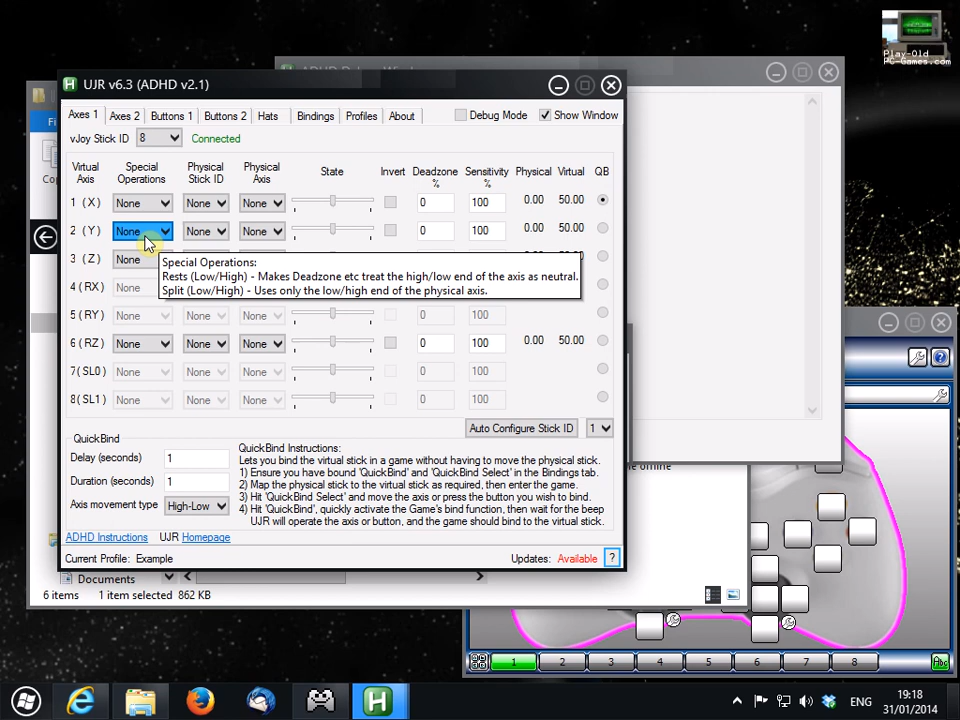 Play-Old
PC-Games.com
UJR v6.3 (ADHD v2.1)
Axes 1 Axes 2 Buttons 1 Buttons 2 Hats Bindings Profiles About Debug Mode Show Window
vJoy Stick ID 8 Connected
Virtual Axis Special Operations Physical Stick ID Physical Axis State Invert Deadzone % Sensitivity % Physical Virtual QB
1 (X) None None None 0 100 0.00 50.00
2 (Y) None None None 0 100 0.00 50.00
3 (Z) None
Special Operations:
Rests (Low/High) - Makes Deadzone etc treat the high/low end of the axis as neutral.
Split (Low/High) - Uses only the low/high end of the physical axis.
4 (RX) None
5 (RY) None None None 0 100
6 (RZ) None None None 0 100 0.00 50.00
7(SL0) None None None 0 100
8(SL1) None None None 0 100
Auto Configure Stick ID 1
QuickBind
Delay (seconds) 1
Duration (seconds) 1
Axis movement type High-Low
QuickBind Instructions:
Lets you bind the virtual stick in a game without having to move the physical stick.
1) Ensure you have bound 'QuickBind' and 'QuickBind Select' in the Bindings tab.
2) Map the physical stick to the virtual stick as required, then enter the game.
3) Hit 'QuickBind Select' and move the axis or press the button you wish to bind.
4) Hit 'QuickBind', quickly activate the Game's bind function, then wait for the beep
UJR will operate the axis or button, and the game should bind to the virtual stick.
ADHD Instructions UJR Homepage
Current Profile: Example Updates: Available ?
Documents
6 items 1 item selected 862 KB
1 2 3 4 5 6 7 8 Abc
ENG
19:18
31/01/2014